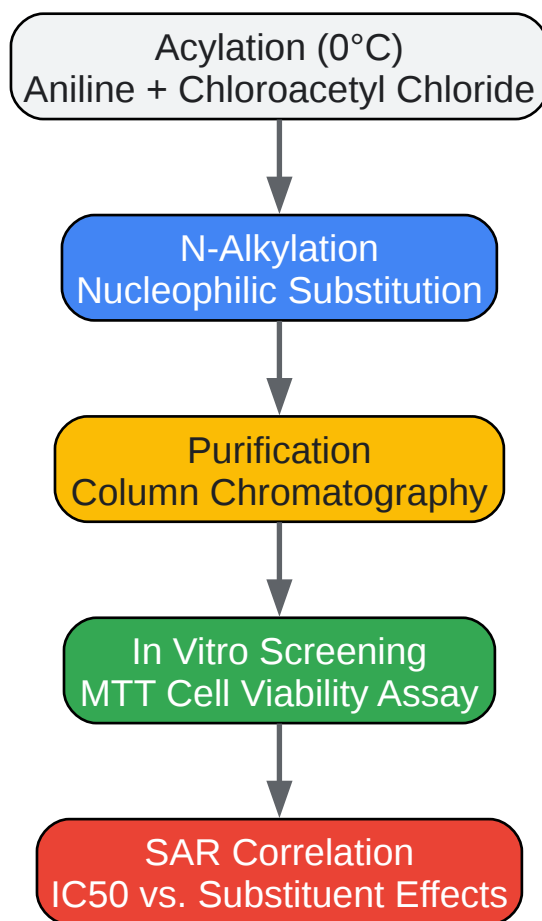 Acylation (0°C)
Aniline + Chloroacetyl Chloride
N-Alkylation
Nucleophilic Substitution
Purification
Column Chromatography
In Vitro Screening
MTT Cell Viability Assay
SAR Correlation
IC50 vs. Substituent Effects